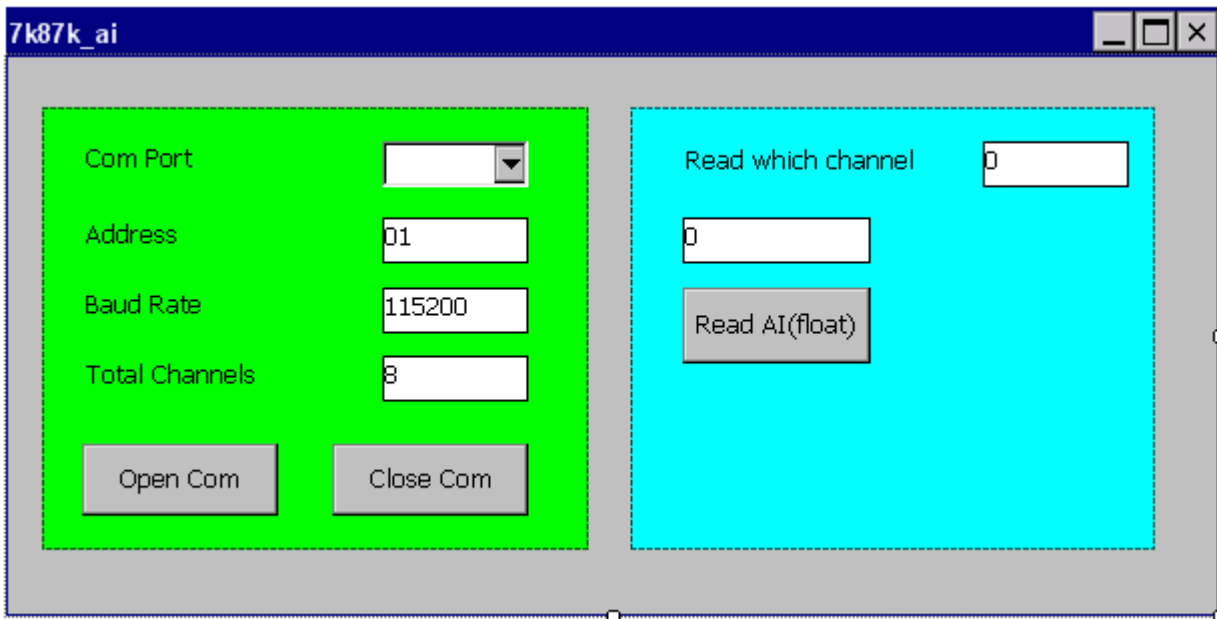 7k87k_ai
Com Port
Address 01
Baud Rate 115200
Total Channels 8
Open Com Close Com
Read which channel 0
0
Read AI(float)